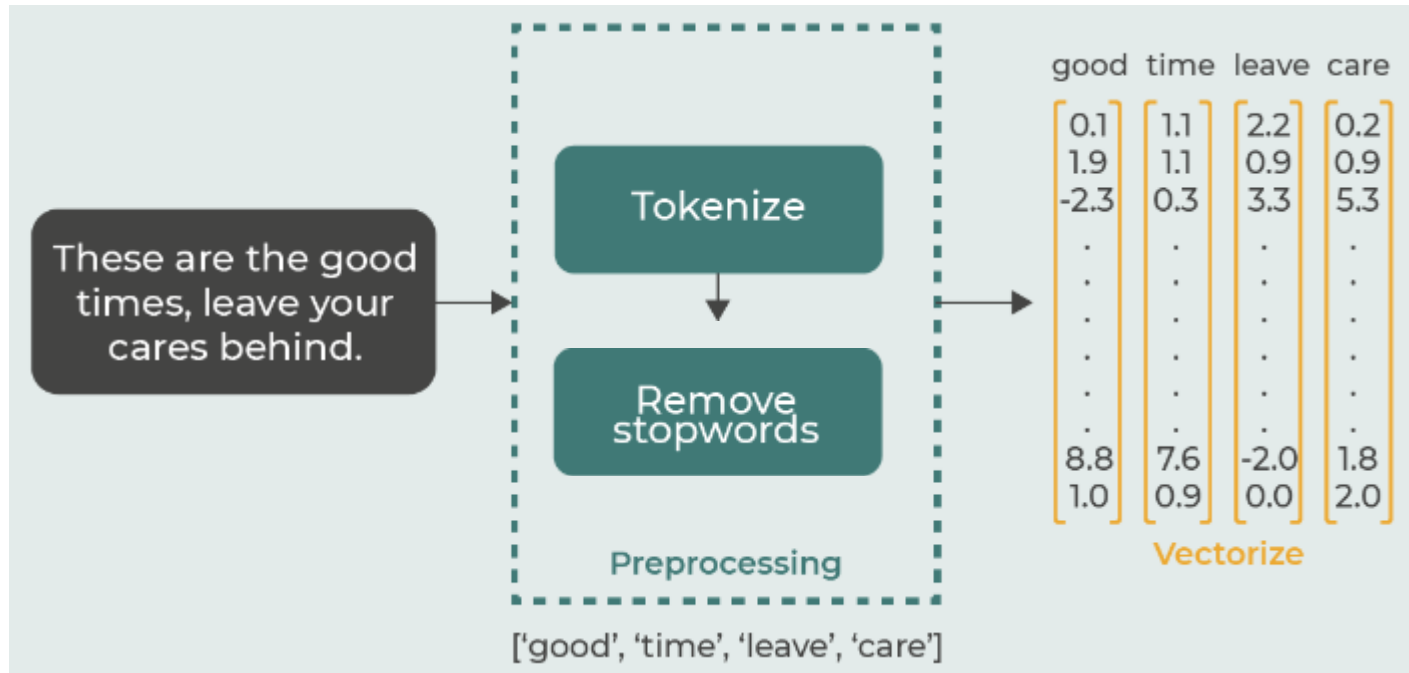 These are the good
times, leave your
cares behind.
Tokenize
Remove
stopwords
Preprocessing
[‘good’, ‘time’, ‘leave’, ‘care’]
good time leave care
0.1 1.1 2.2 0.2
1.9 1.1 0.9 0.9
-2.3 0.3 3.3 5.3
. . . .
. . . .
. . . .
. . . .
. . . .
. . . .
8.8 7.6 -2.0 1.8
1.0 0.9 0.0 2.0
Vectorize